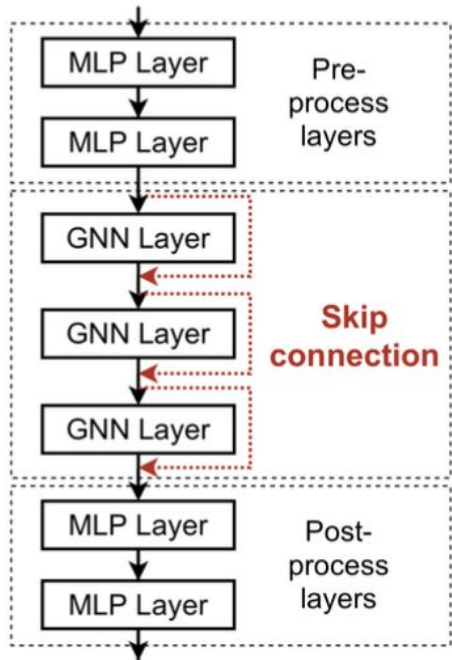 MLP Layer
MLP Layer
Pre-
process
layers
GNN Layer
GNN Layer
GNN Layer
Skip
connection
MLP Layer
MLP Layer
Post-
process
layers